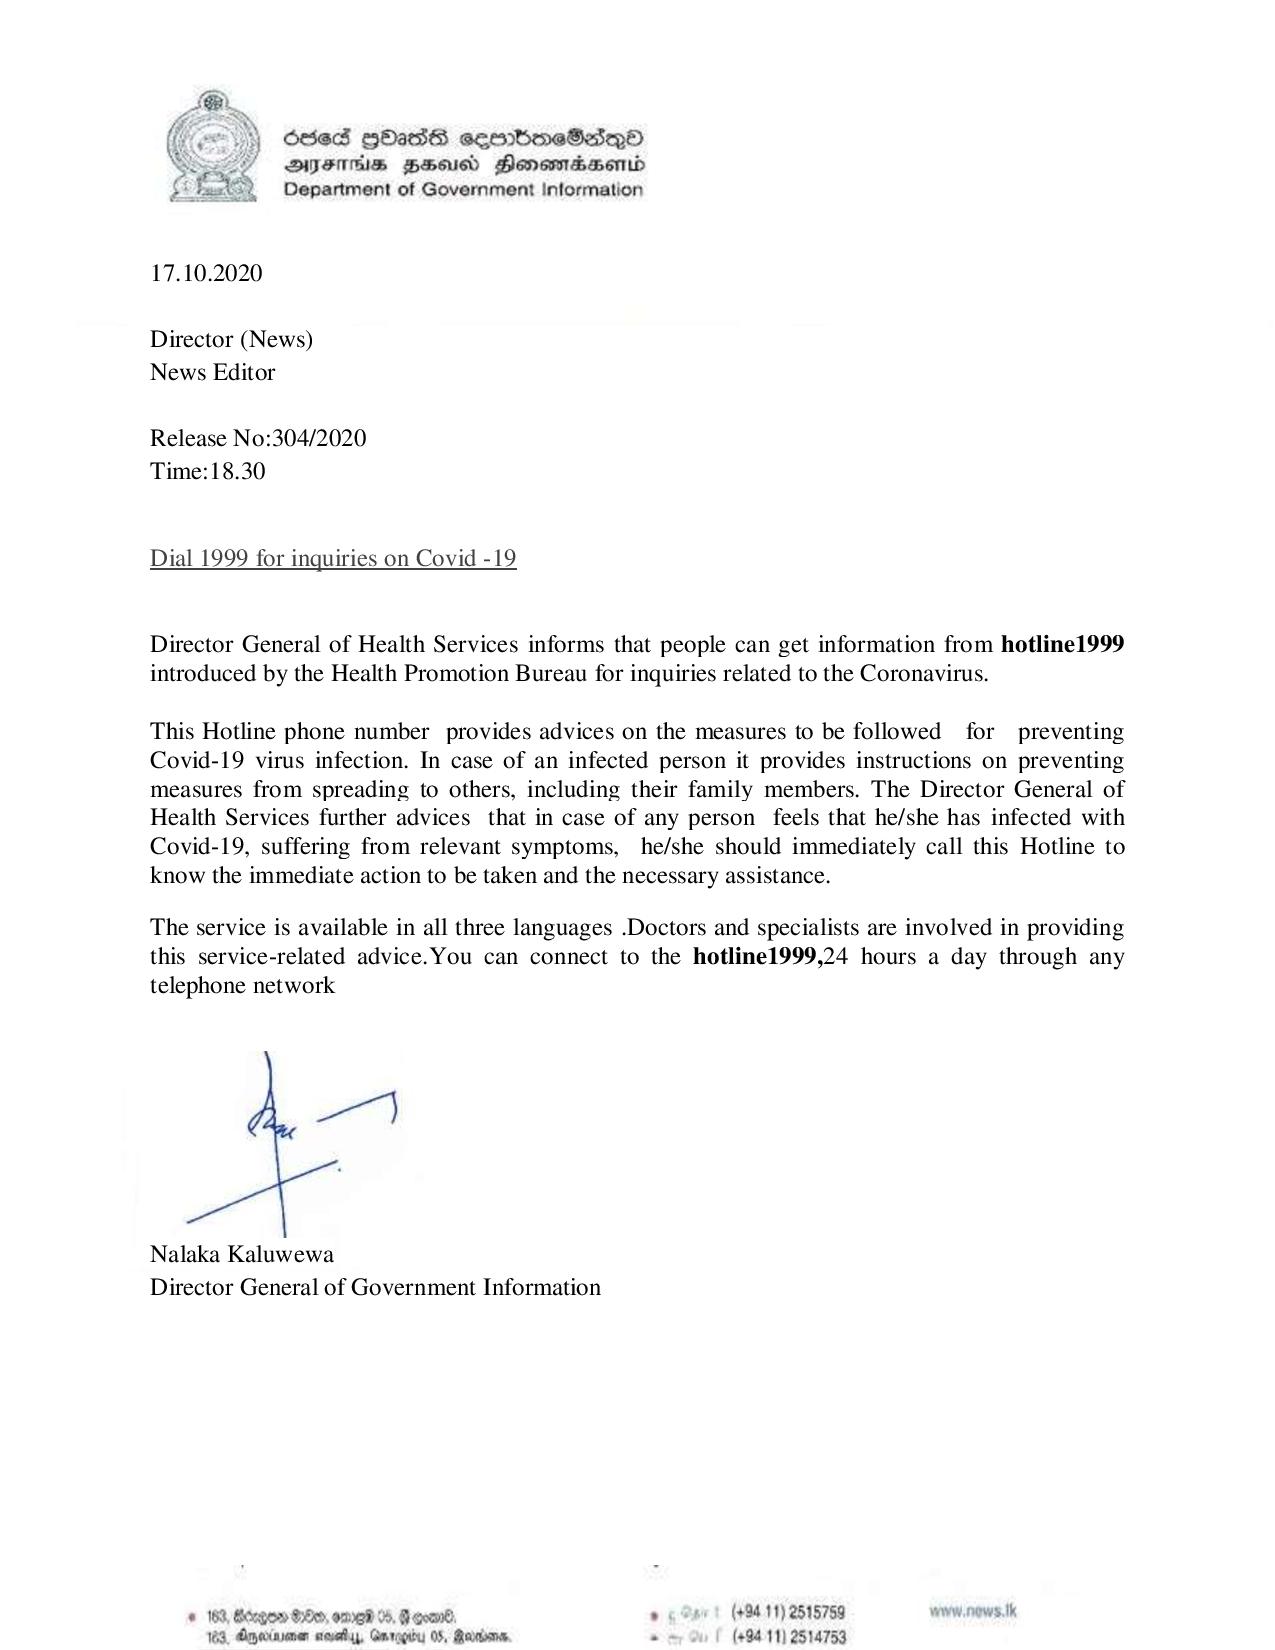 රජයේ ප්‍රවෘත්ති දෙපාර්තමේන්තුව
அரசாங்க தகவல் திணைக்களம்
Department of Government Information
17.10.2020
Director (News)
News Editor
Release No:304/2020
Time:18.30
Dial 1999 for inquiries on Covid -19
Director General of Health Services informs that people can get information from hotline1999
introduced by the Health Promotion Bureau for inquiries related to the Coronavirus.
This Hotline phone number provides advices on the measures to be followed for preventing
Covid-19 virus infection. In case of an infected person it provides instructions on preventing
measures from spreading to others, including their family members. The Director General of
Health Services further advices that in case of any person feels that he/she has infected with
Covid-19, suffering from relevant symptoms, he/she should immediately call this Hotline to
know the immediate action to be taken and the necessary assistance.
The service is available in all three languages .Doctors and specialists are involved in providing
this service-related advice.You can connect to the hotline1999,24 hours a day through any
telephone network
Nalaka Kaluwewa
Director General of Government Information
163, කිරුලපන මාවත, කොළඹ 05, ශ්‍රී ලංකාව.
163, கிருலப்பனை எவனியூ, கொழும்பு 05, இலங்கை.
(+94 11) 2515759
(+94 11) 2514753
www.news.lk